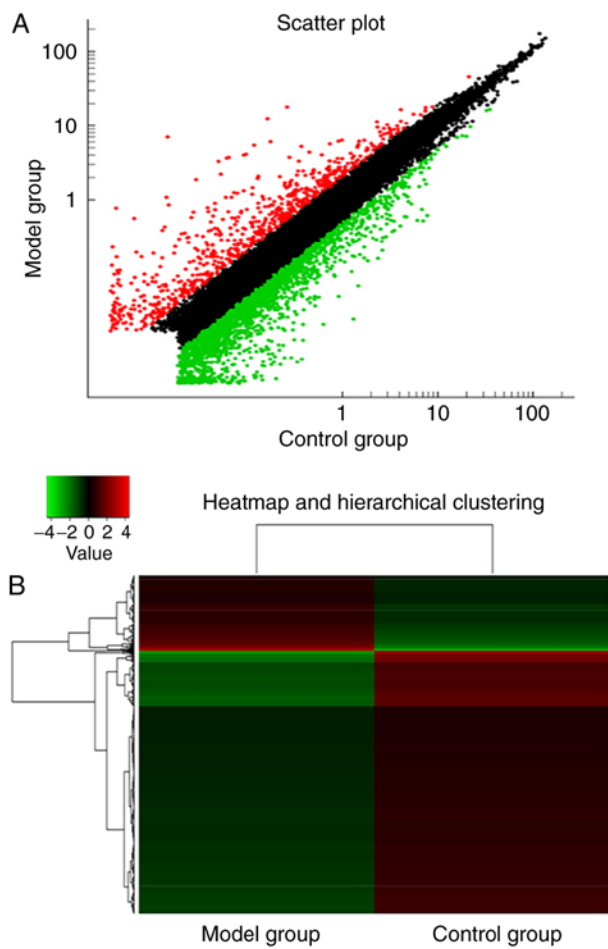 A
Scatter plot
100
10
1
Model group
1 10 100
Control group
−4−2 0 2 4
Value
Heatmap and hierarchical clustering
B
Model group Control group